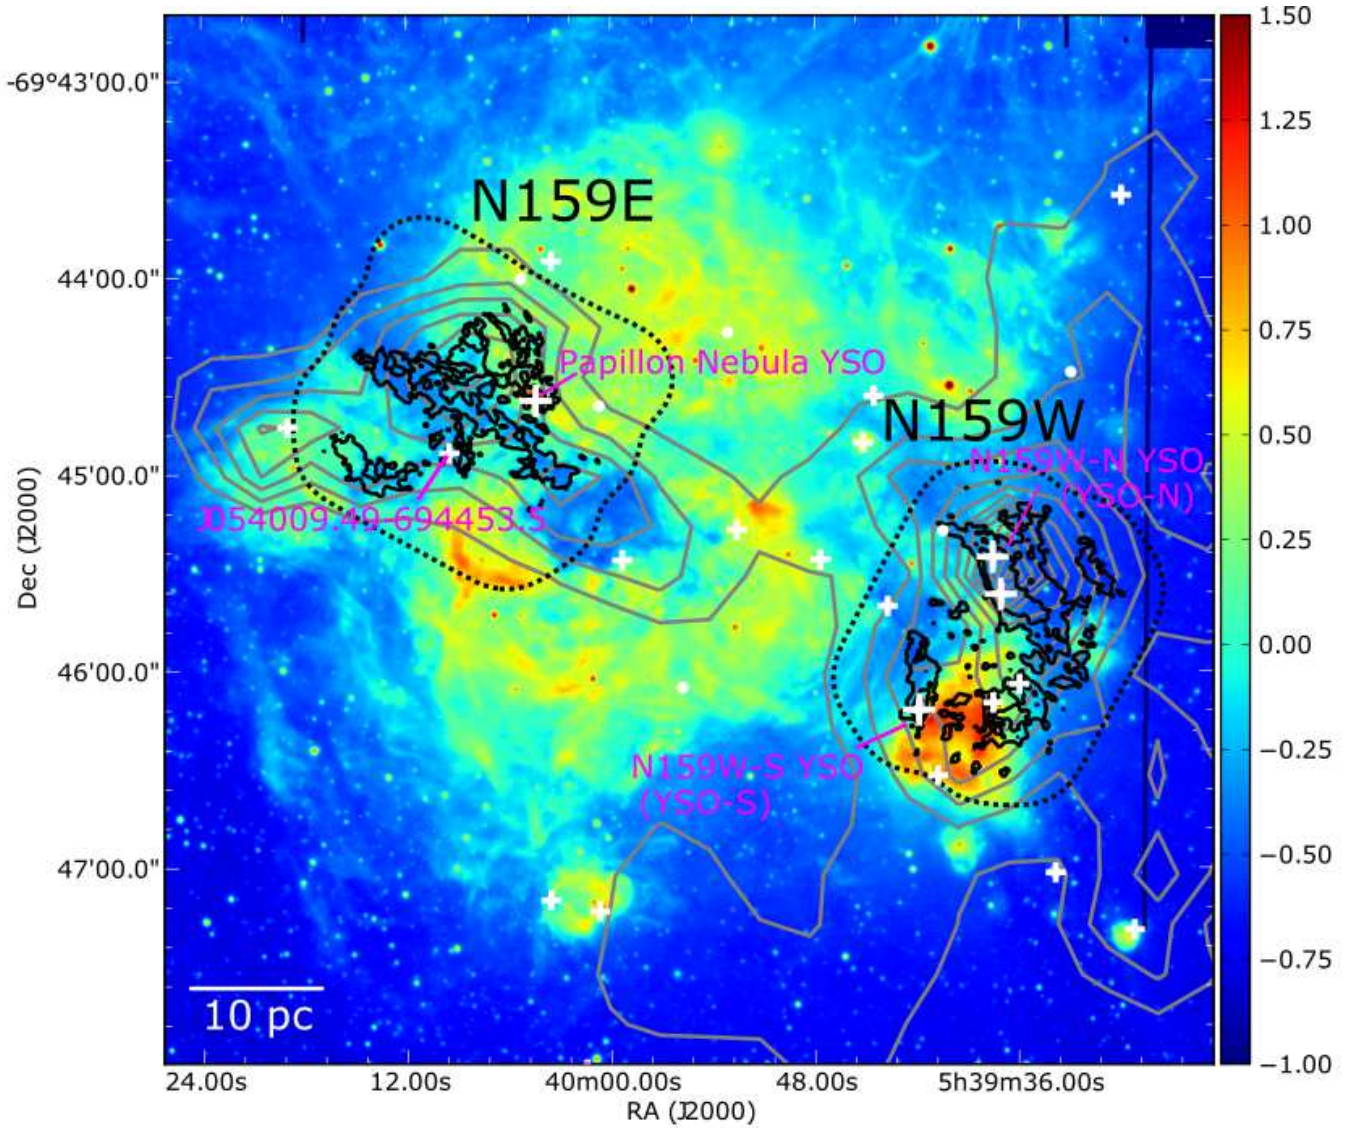 1.50
-69°43'00.0"
1.25
N159E
44'00.0"
1.00
0.75
Papillon Nebula YSO
N159W
0.50
N159W-N YSO
(YSO-N)
45'00.0"
J054009.49-694453.5
0.25
Dec (J2000)
0.00
46'00.0"
−0.25
N159W-S YSO
(YSO-S)
47'00.0"
−0.50
−0.75
10 pc
−1.00
24.00s 12.00s 40m00.00s 48.00s 5h39m36.00s
RA (J2000)